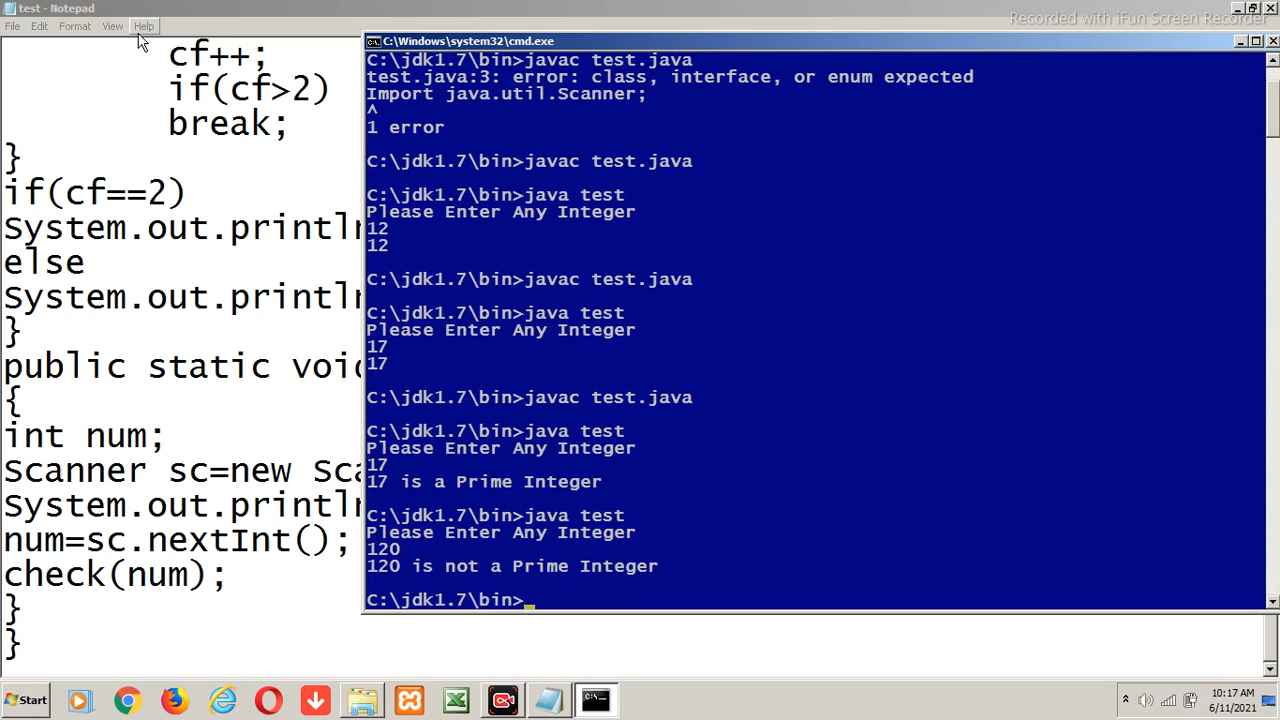 test - Notepad
File Edit Format View Help
Recorded with iFun Screen Recorder
cf++;
if(cf>2)
break;
}
if(cf==2)
System.out.println
else
System.out.println
}
public static void
{
int num;
Scanner sc=new Sca
System.out.println
num=sc.nextInt();
check(num);
}
}
C:\Windows\system32\cmd.exe
C:\jdk1.7\bin>javac test.java
test.java:3: error: class, interface, or enum expected
Import java.util.Scanner;
^
1 error
C:\jdk1.7\bin>javac test.java
C:\jdk1.7\bin>java test
Please Enter Any Integer
12
12
C:\jdk1.7\bin>javac test.java
C:\jdk1.7\bin>java test
Please Enter Any Integer
17
17
C:\jdk1.7\bin>javac test.java
C:\jdk1.7\bin>java test
Please Enter Any Integer
17
17 is a Prime Integer
C:\jdk1.7\bin>java test
Please Enter Any Integer
120
120 is not a Prime Integer
C:\jdk1.7\bin>_
Start
10:17 AM
6/11/2021